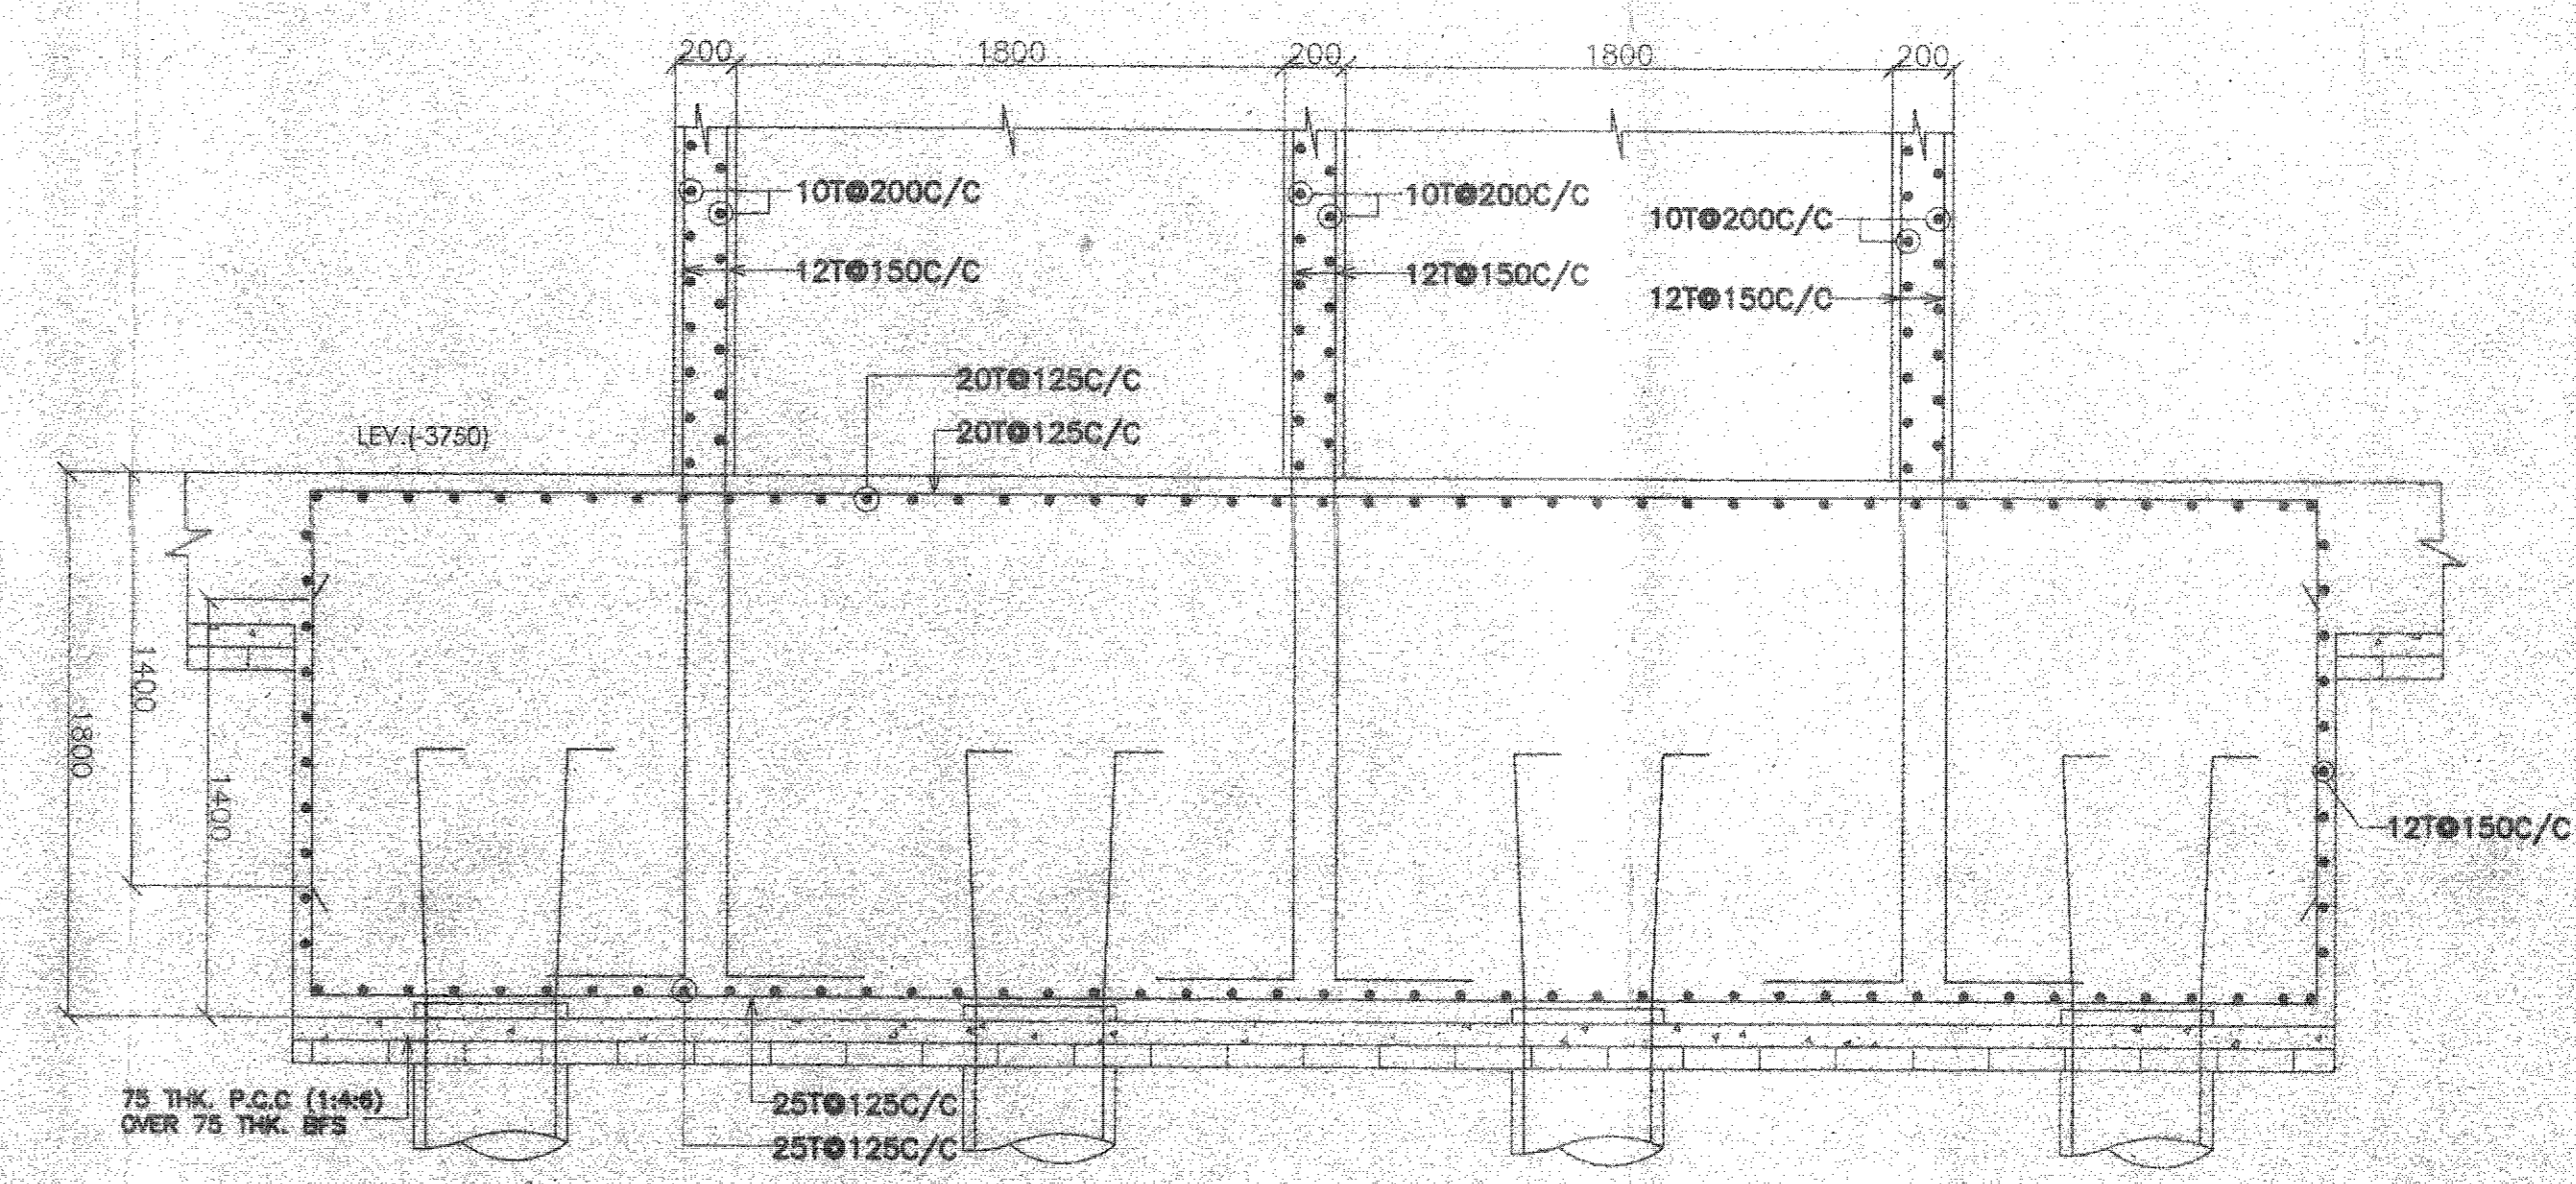 200 1800 200 1800 200
10T@200C/C 10T@200C/C 10T@200C/C
12T@150C/C 12T@150C/C 12T@150C/C
20T@125C/C
20T@125C/C
LEV.(-3750)
1400
1800
1400
12T@150C/C
75 THK. P.C.C (1:4:6)
OVER 75 THK. BFS
25T@125C/C
25T@125C/C